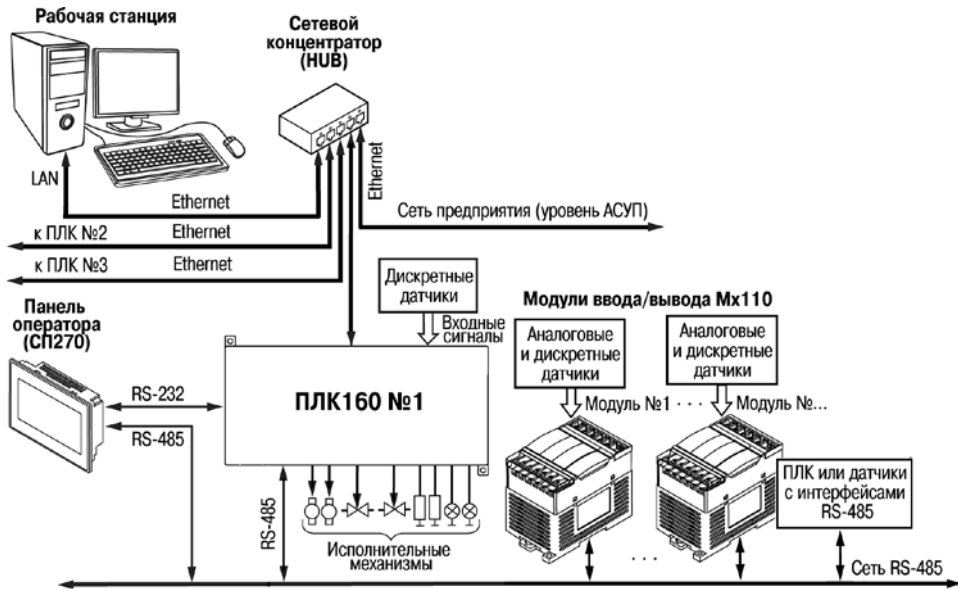 Рабочая станция
Сетевой
концентратор
(HUB)
LAN
Ethernet
Ethernet
Сеть предприятия (уровень АСУП)
к ПЛК №2
Ethernet
к ПЛК №3
Ethernet
Дискретные
датчики
Входные
сигналы
Панель
оператора
(СП270)
Модули ввода/вывода Мх110
Аналоговые
и дискретные
датчики
Аналоговые
и дискретные
датчики
Модуль №1 · · · Модуль №...
RS-232
RS-485
ПЛК160 №1
ПЛК или датчики
с интерфейсами
RS-485
RS-485
Исполнительные
механизмы
. . .
Сеть RS-485